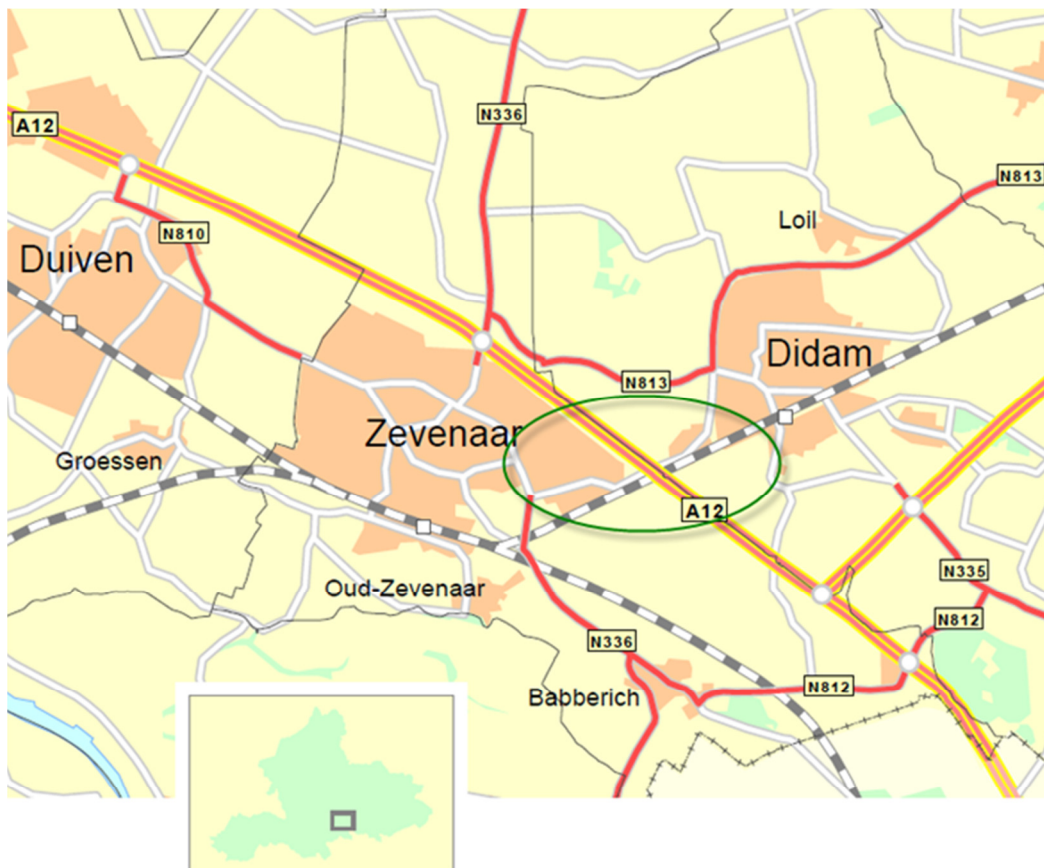 N336
A12
N813
Loil
N810
Duiven
Didam
N813
Zevenaar
Groessen
A12
N335
Oud-Zevenaar
N812
N336
Babberich
N812